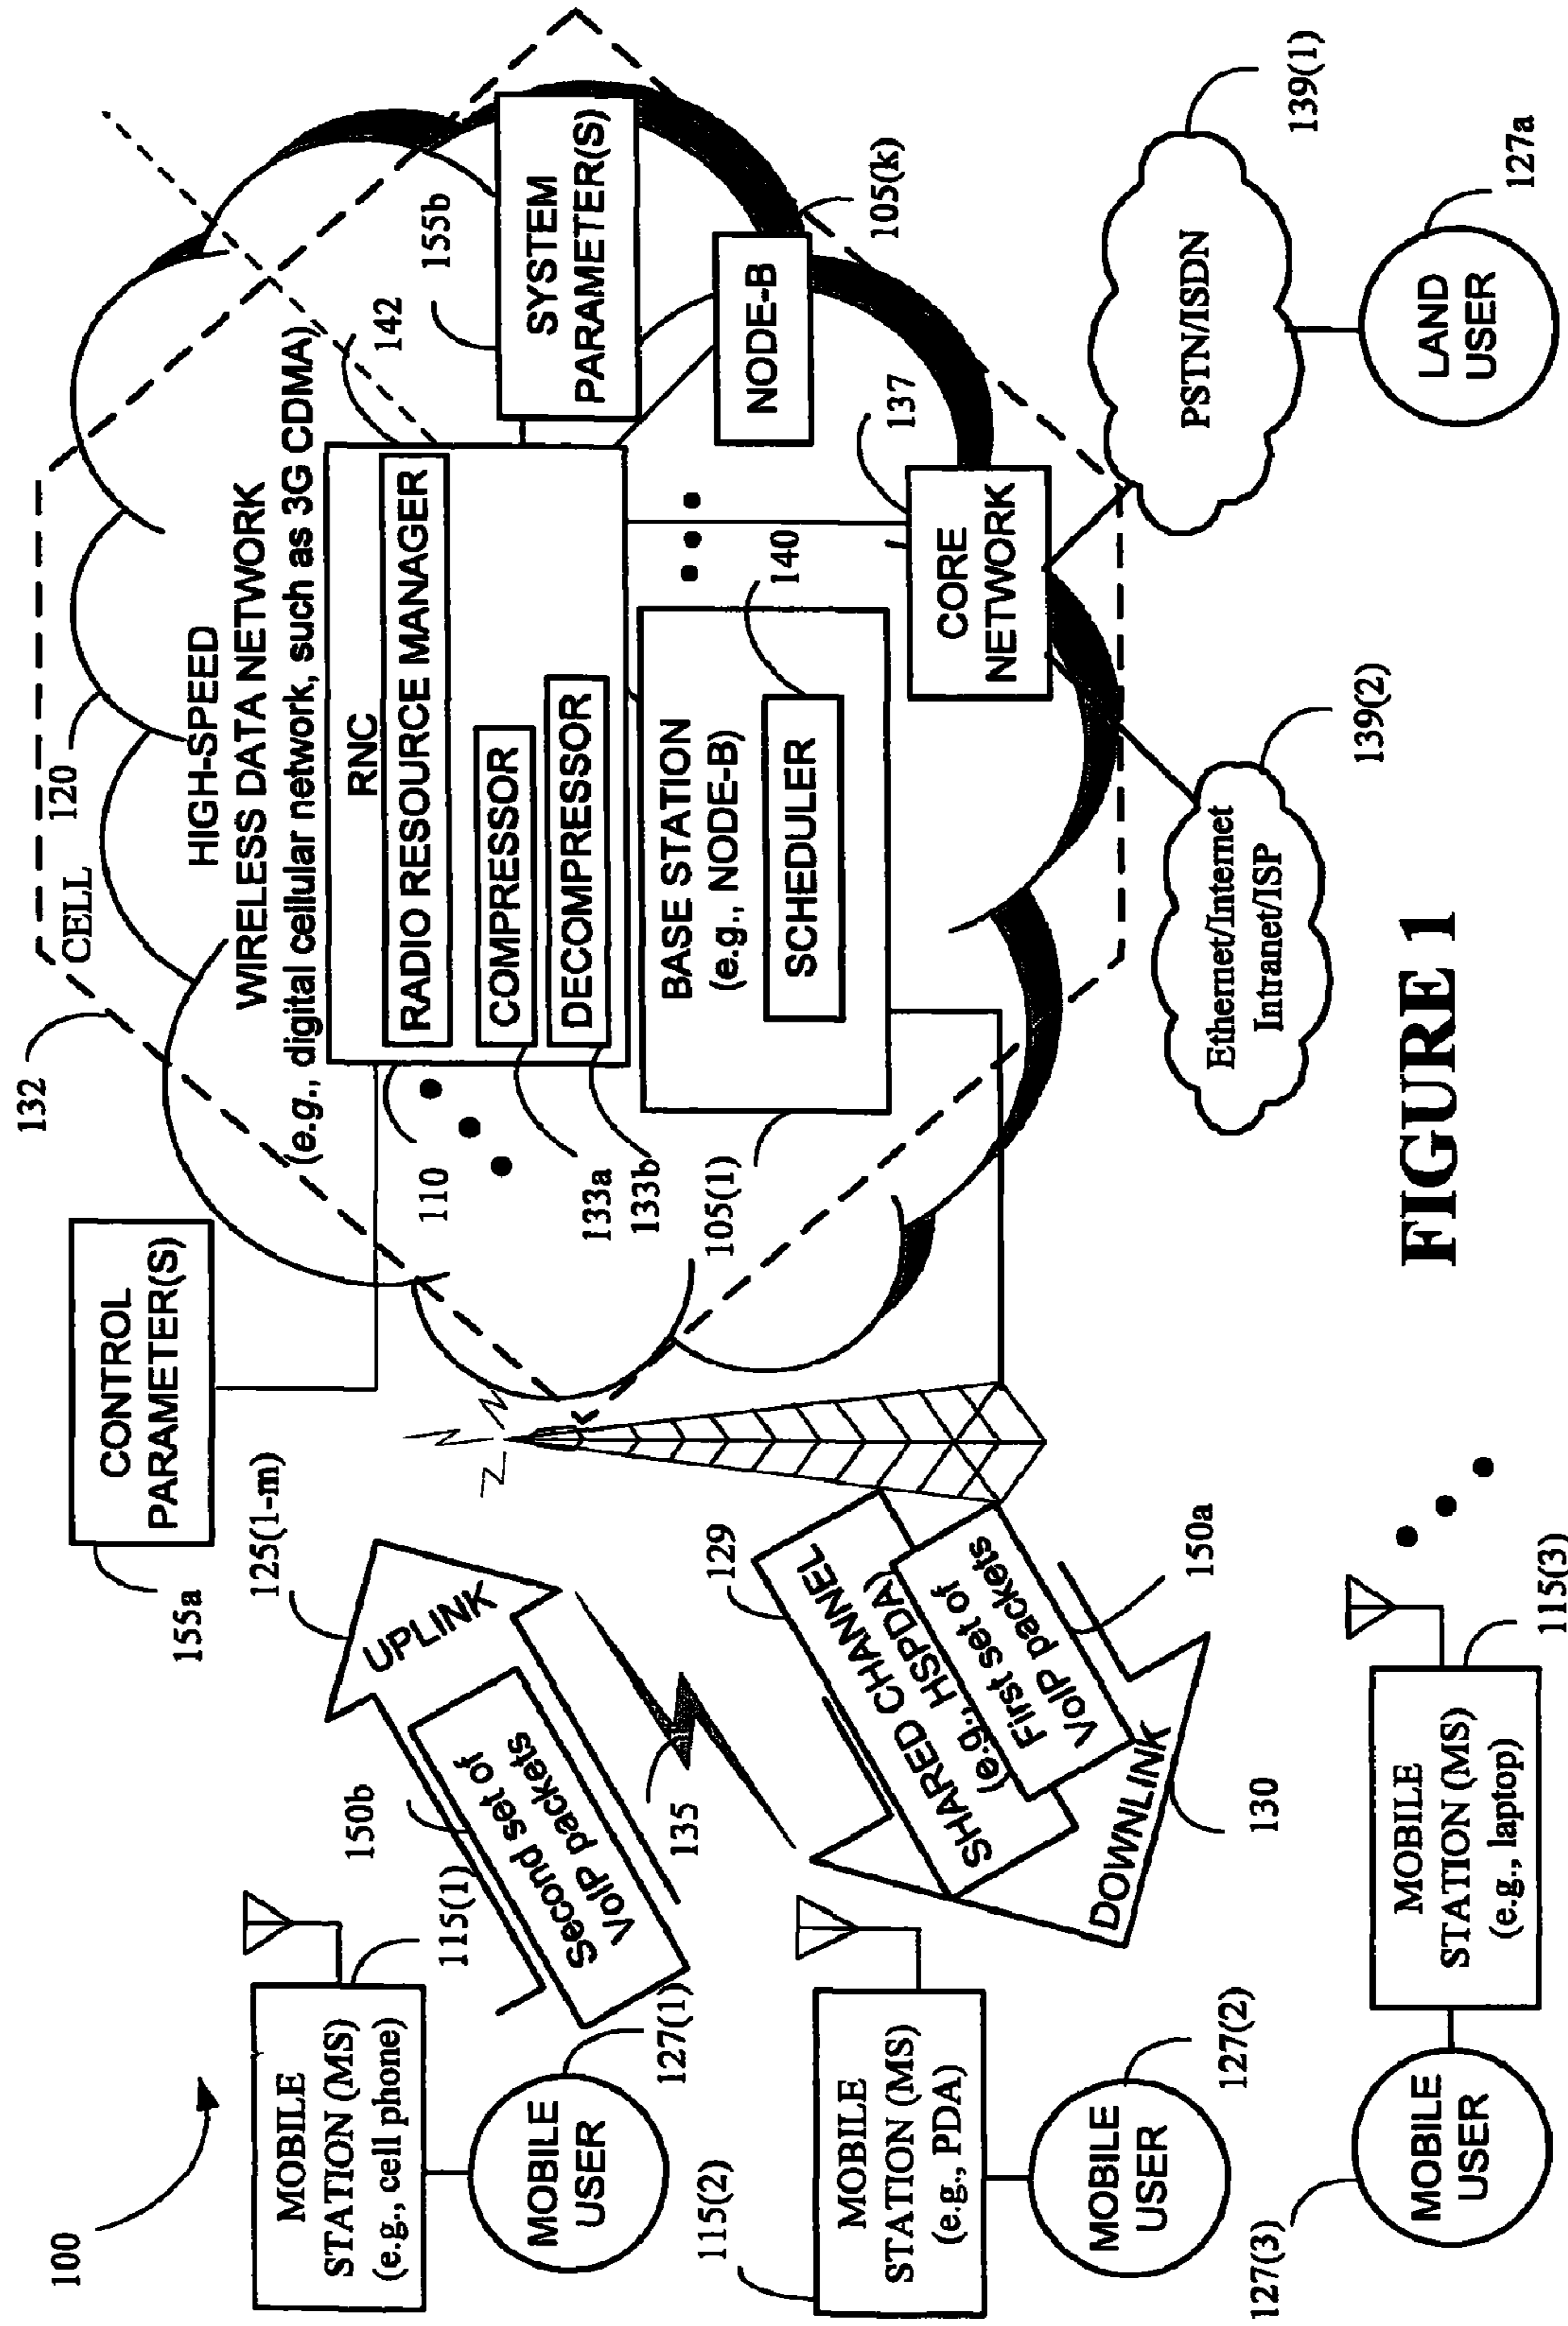 100
MOBILE
STATION (MS)
(e.g., cell phone)
115(1)
MOBILE
USER
127(1)
115(2)
MOBILE
STATION (MS)
(e.g., PDA)
MOBILE
USER
127(2)
127(3)
MOBILE
USER
MOBILE
STATION (MS)
(e.g., laptop)
115(3)
150b
Second set of
VoIP packets
UPLINK
125(1-m)
135
129
SHARED CHANNEL
(e.g., HSPDA)
First set of
VoIP packets
150a
DOWNLINK
130
155a
CONTROL
PARAMETER(S)
132
CELL
120
HIGH-SPEED
WIRELESS DATA NETWORK
(e.g., digital cellular network, such as 3G CDMA)
142
RNC
RADIO RESOURCE MANAGER
COMPRESSOR
DECOMPRESSOR
110
133a
133b
105(1)
BASE STATION
(e.g., NODE-B)
SCHEDULER
140
155b
SYSTEM
PARAMETER(S)
NODE-B
105(k)
137
CORE
NETWORK
139(1)
PSTN/ISDN
LAND
USER
127a
139(2)
Ethernet/Internet
Intranet/ISP
FIGURE 1